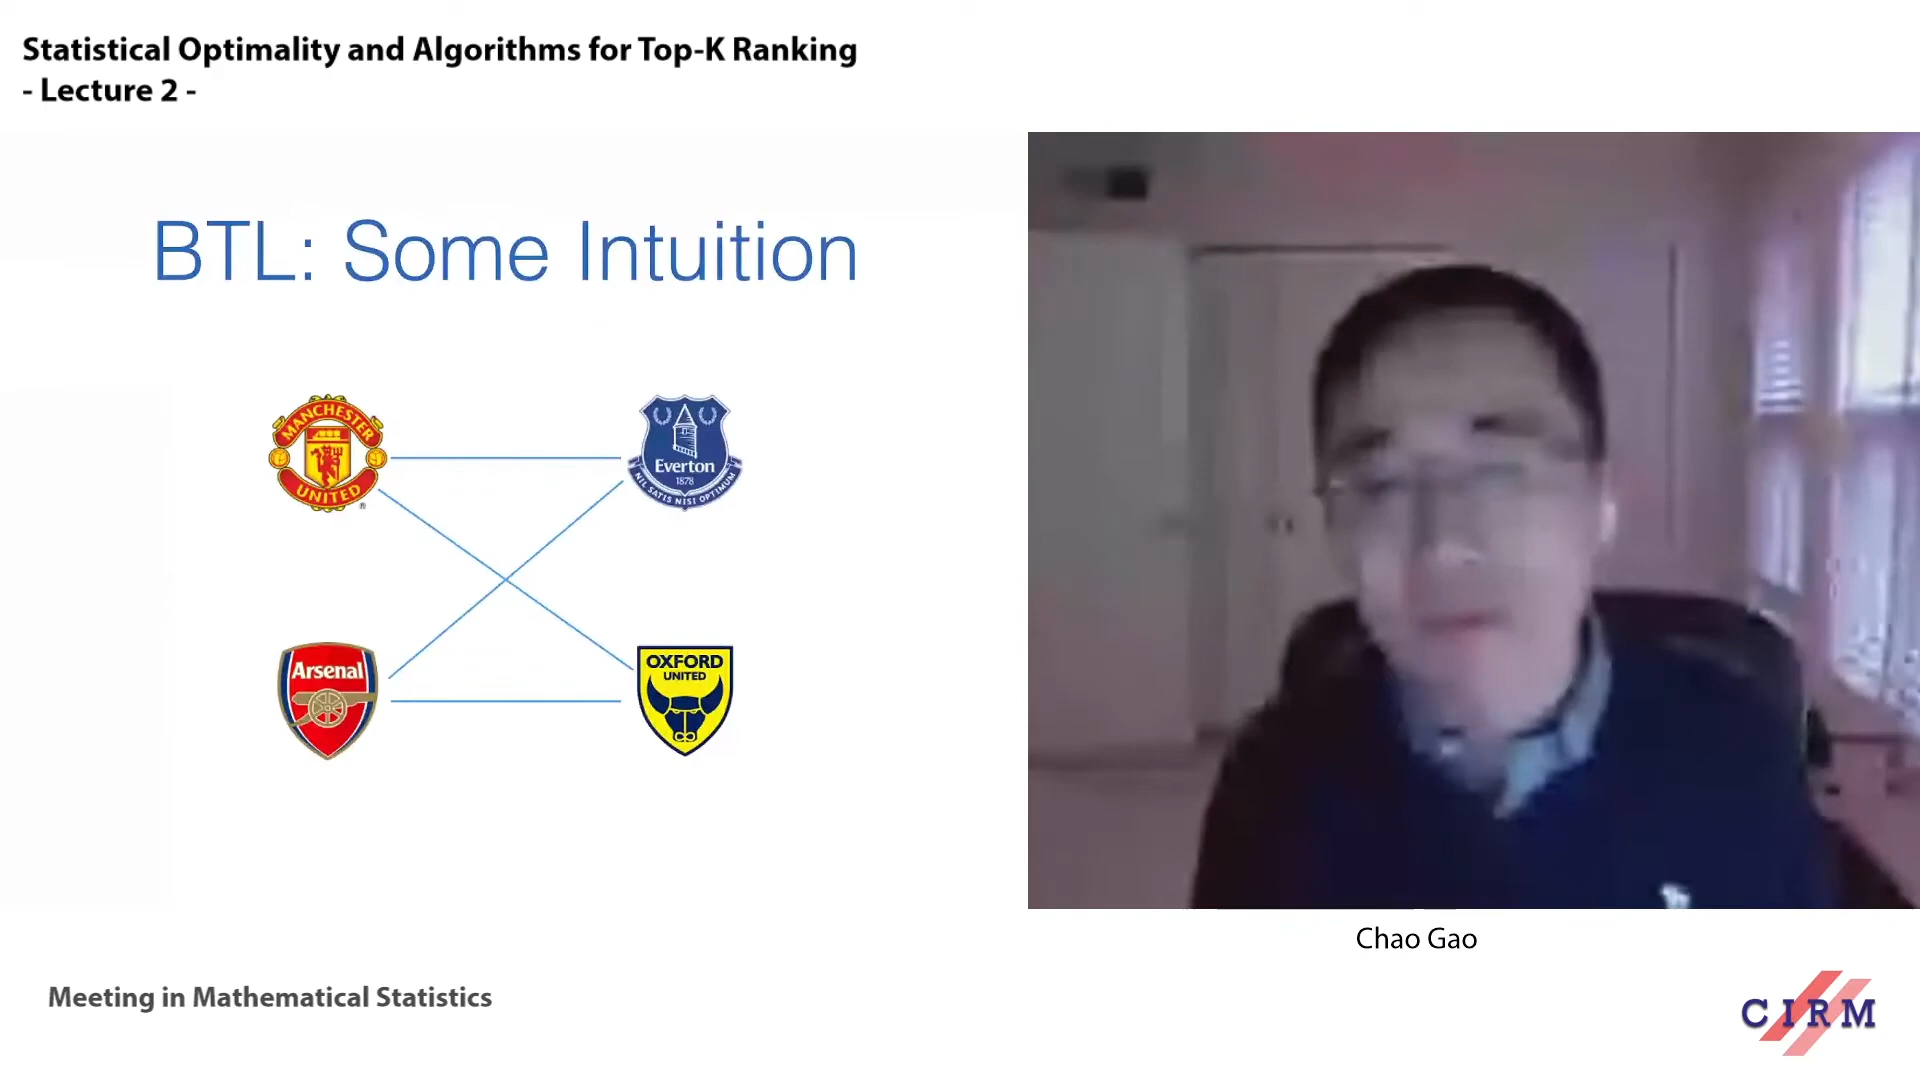 Statistical Optimality and Algorithms for Top-K Ranking
- Lecture 2 -
BTL: Some Intuition
MANCHESTER
UNITED
®
Everton
1878
NIL SATIS NISI OPTIMUM
Arsenal
OXFORD
UNITED
Chao Gao
Meeting in Mathematical Statistics
CIRM